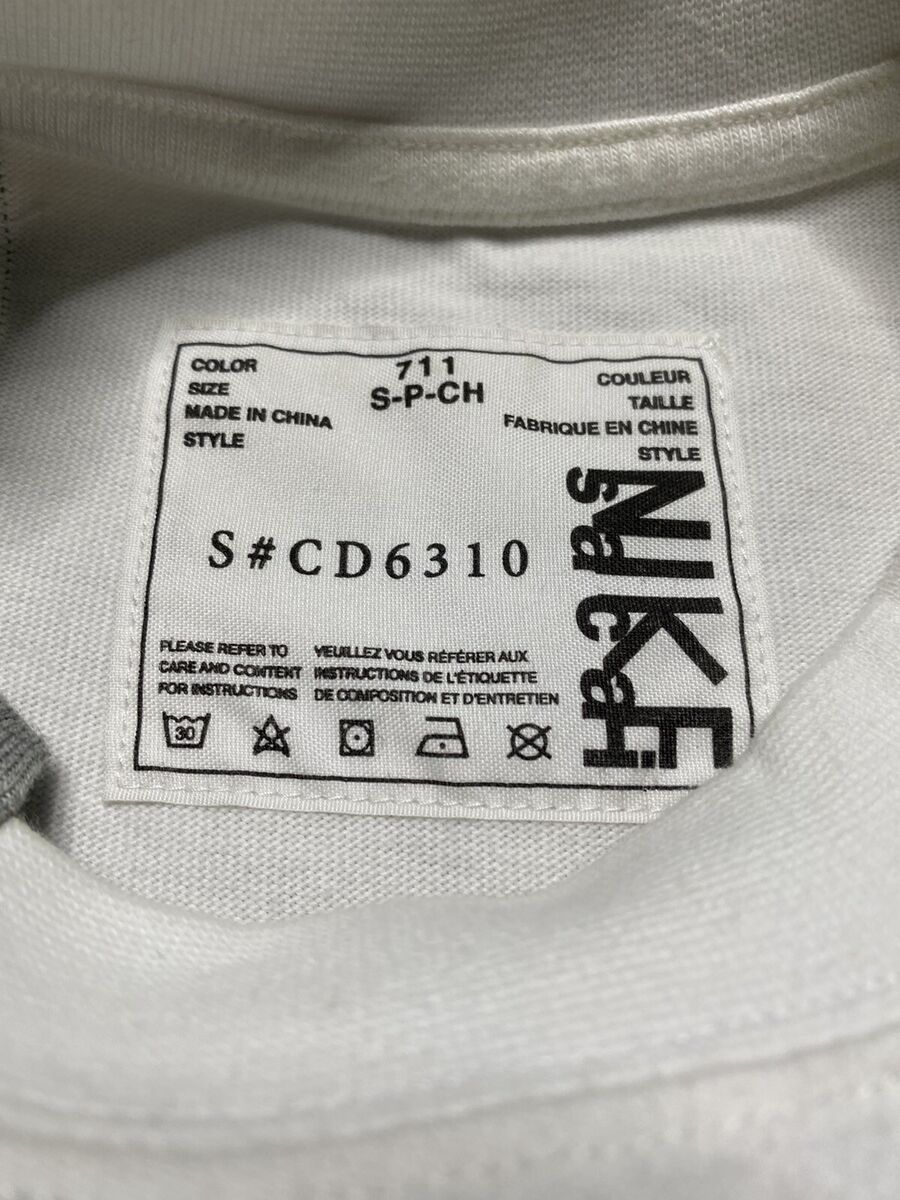 COLOR 711 COULEUR
SIZE S-P-CH TAILLE
MADE IN CHINA FABRIQUE EN CHINE
STYLE STYLE
S#CD6310
NIKE
sacai
PLEASE REFER TO
CARE AND CONTENT
FOR INSTRUCTIONS
VEUILLEZ VOUS RÉFÉRER AUX
INSTRUCTIONS DE L'ÉTIQUETTE
DE COMPOSITION ET D'ENTRETIEN
30